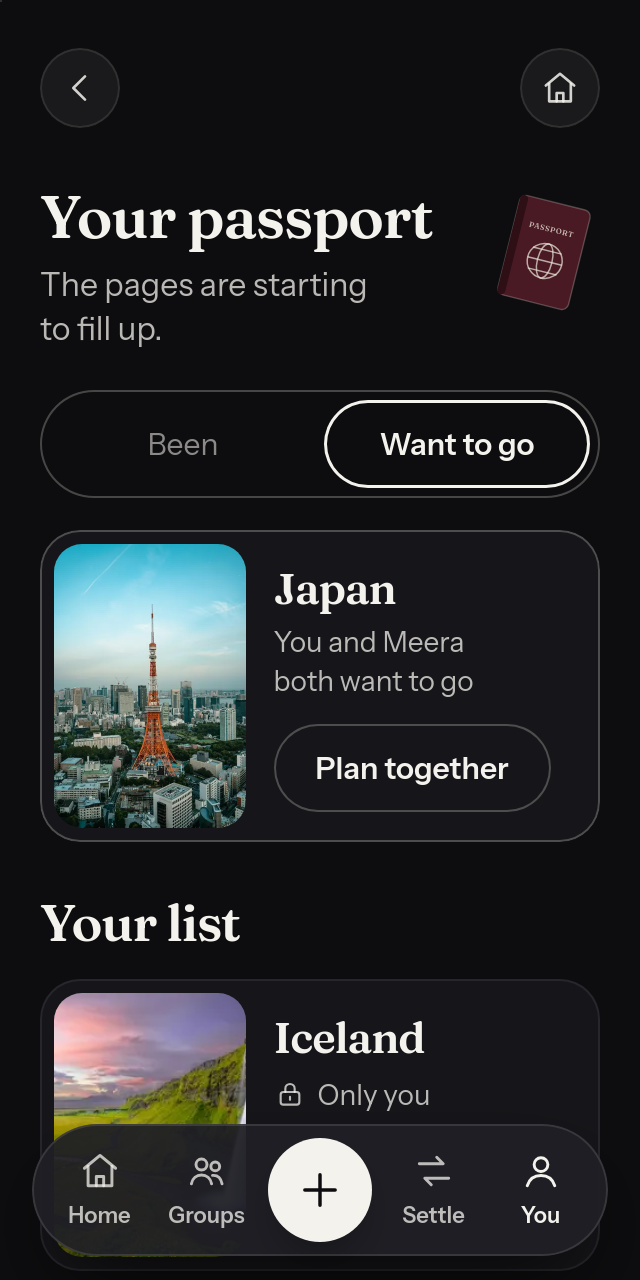 Your passport
The pages are starting
to fill up.
PASSPORT
Been
Want to go
Japan
You and Meera
both want to go
Plan together
Your list
Iceland
Only you
Home
Groups
Settle
You